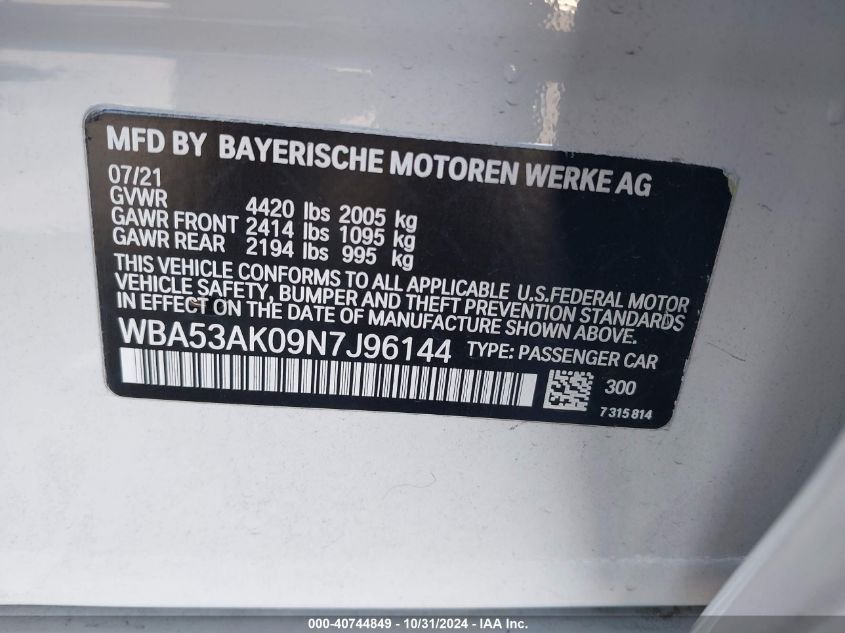 MFD BY BAYERISCHE MOTOREN WERKE AG
07/21
GVWR 4420 lbs 2005 kg
GAWR FRONT 2414 lbs 1095 kg
GAWR REAR 2194 lbs 995 kg
THIS VEHICLE CONFORMS TO ALL APPLICABLE U.S.FEDERAL MOTOR
VEHICLE SAFETY, BUMPER AND THEFT PREVENTION STANDARDS
IN EFFECT ON THE DATE OF MANUFACTURE SHOWN ABOVE.
WBA53AK09N7J96144 TYPE: PASSENGER CAR
300
7 315 814
000-40744849 - 10/31/2024 - IAA Inc.